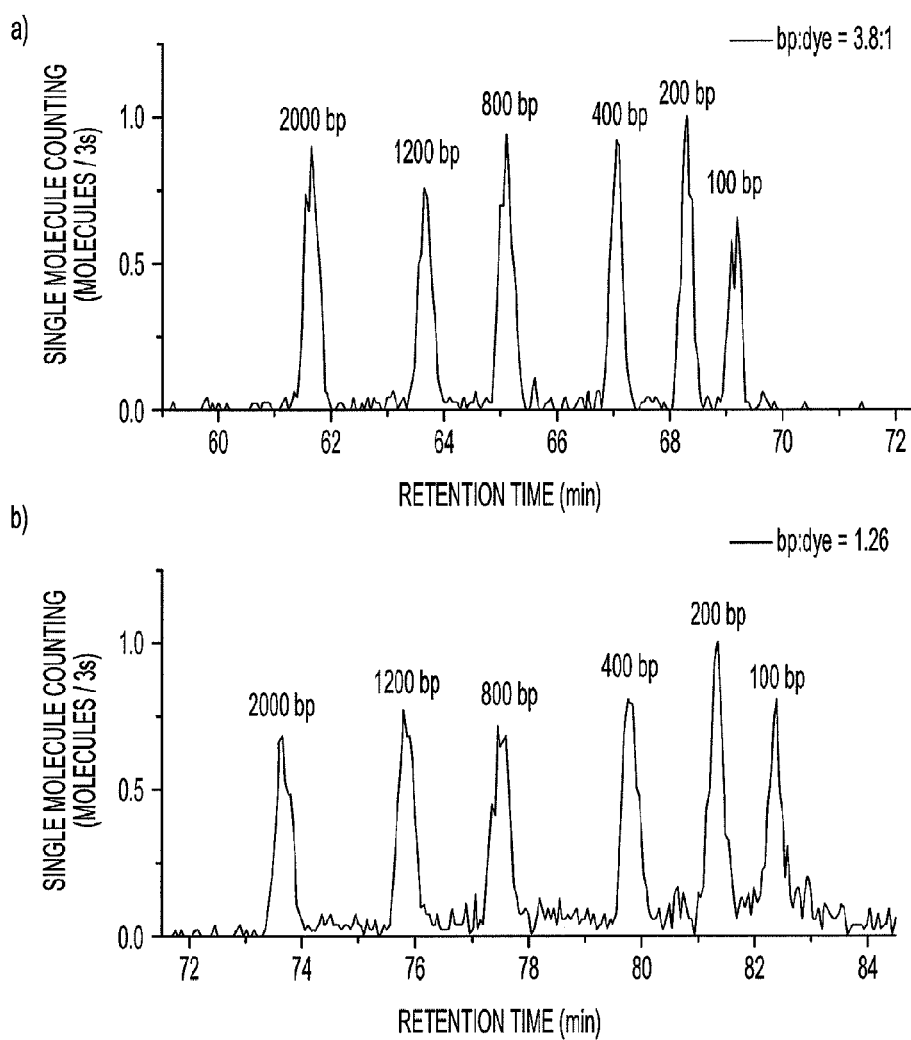 a)
bp:dye = 3.8:1
SINGLE MOLECULE COUNTING
(MOLECULES / 3s)
1.0
0.5
0.0
2000 bp
1200 bp
800 bp
400 bp
200 bp
100 bp
60
62
64
66
68
70
72
RETENTION TIME (min)
b)
bp:dye = 1.26
SINGLE MOLECULE COUNTING
(MOLECULES / 3s)
1.0
0.5
0.0
2000 bp
1200 bp
800 bp
400 bp
200 bp
100 bp
72
74
76
78
80
82
84
RETENTION TIME (min)